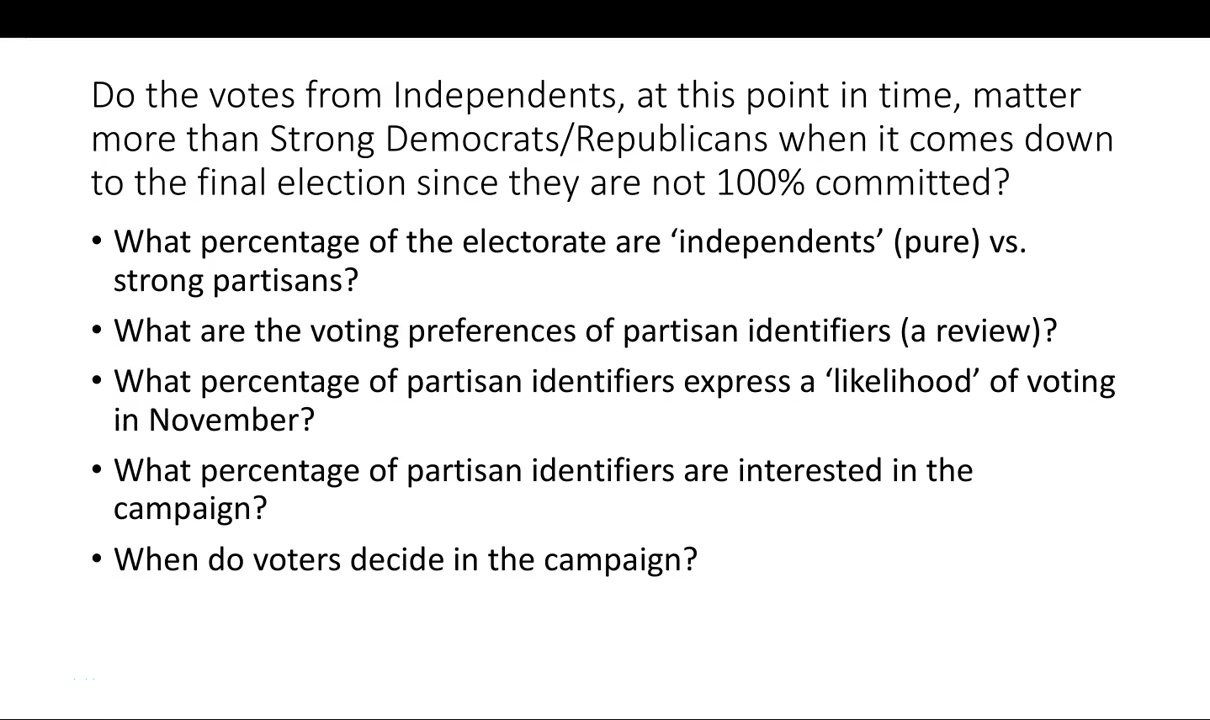 Do the votes from Independents, at this point in time, matter
more than Strong Democrats/Republicans when it comes down
to the final election since they are not 100% committed?
• What percentage of the electorate are ‘independents’ (pure) vs.
strong partisans?
• What are the voting preferences of partisan identifiers (a review)?
• What percentage of partisan identifiers express a ‘likelihood’ of voting
in November?
• What percentage of partisan identifiers are interested in the
campaign?
• When do voters decide in the campaign?